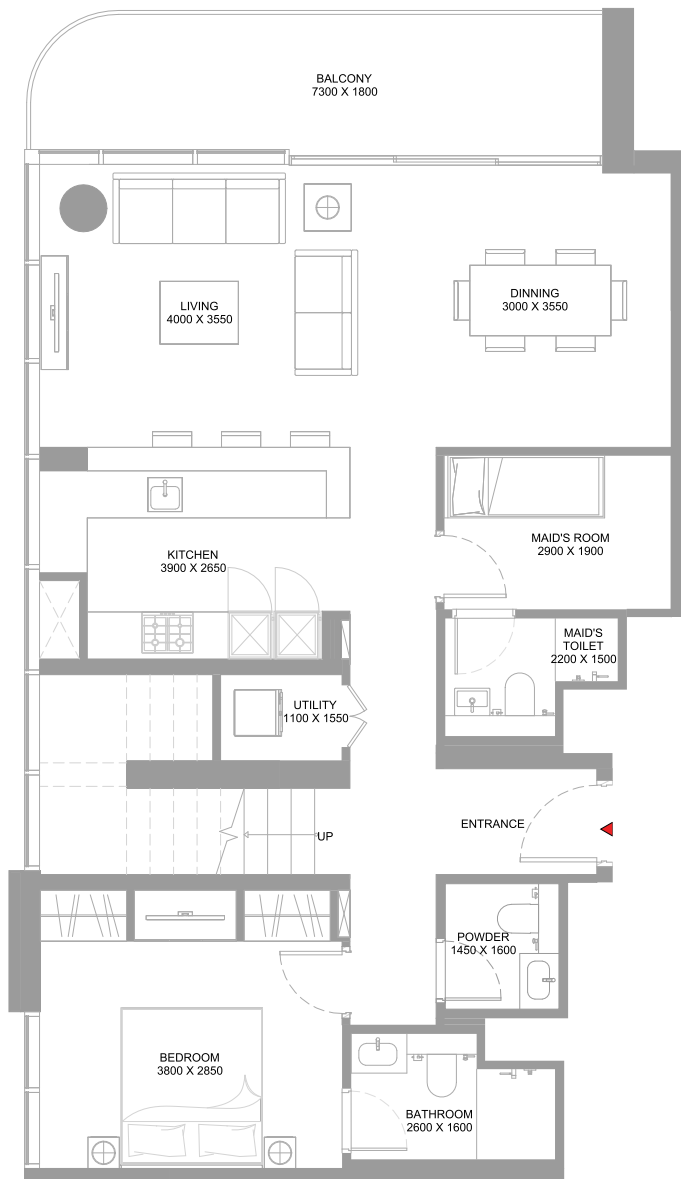 BALCONY
7300 X 1800
LIVING
4000 X 3550
DINNING
3000 X 3550
KITCHEN
3900 X 2650
MAID'S ROOM
2900 X 1900
MAID'S
TOILET
2200 X 1500
UTILITY
1100 X 1550
ENTRANCE
UP
POWDER
1450 X 1600
BEDROOM
3800 X 2850
BATHROOM
2600 X 1600